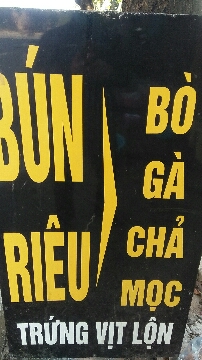 BÚN
RIÊU
BÒ
GÀ
CHẢ
MỌC
TRỨNG VỊT LỘN